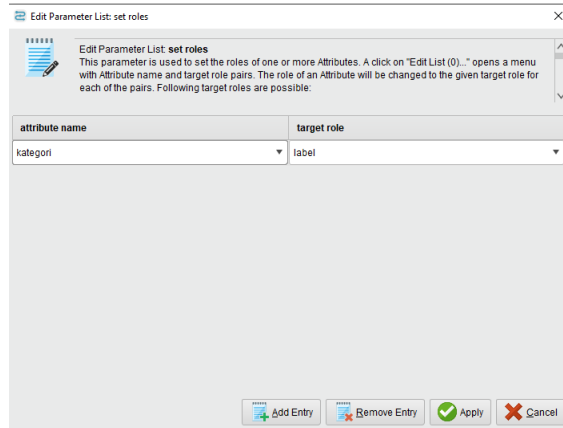 Edit Parameter List: set roles
Edit Parameter List: set roles
This parameter is used to set the roles of one or more Attributes. A click on "Edit List (0)..." opens a menu
with Attribute name and target role pairs. The role of an Attribute will be changed to the given target role for
each of the pairs. Following target roles are possible:
attribute name target role
kategori label
Add Entry Remove Entry Apply Cancel